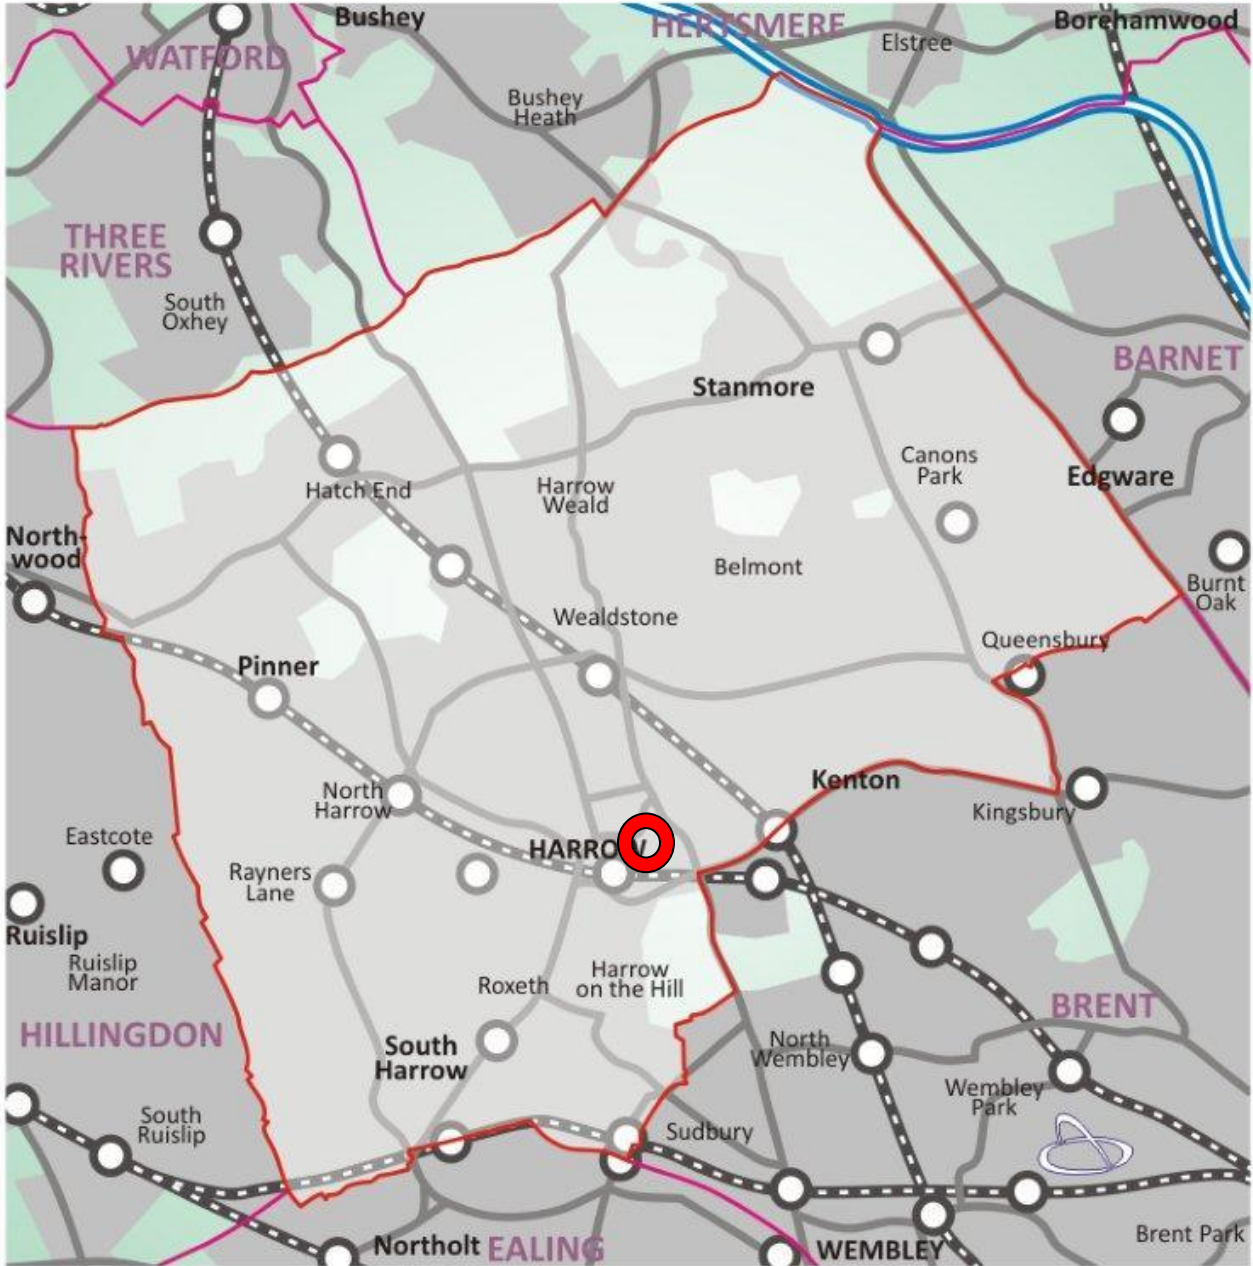 Bushey
HERTSMERE
Borehamwood
Elstree
WATFORD
Bushey
Heath
THREE
RIVERS
South
Oxhey
BARNET
Stanmore
Canons
Park
Edgware
Hatch End
Harrow
Weald
North-
wood
Belmont
Burnt
Oak
Wealdstone
Queensbury
Pinner
North
Harrow
Kenton
Kingsbury
Eastcote
HARROW
Rayners
Lane
Ruislip
Ruislip
Manor
Roxeth
Harrow
on the Hill
HILLINGDON
BRENT
South
Harrow
North
Wembley
Wembley
Park
South
Ruislip
Sudbury
Northolt
EALING
WEMBLEY
Brent Park